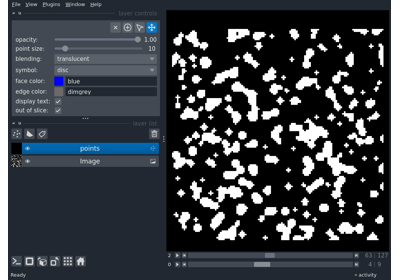 File View Plugins Window Help
layer controls
opacity: 1.00
point size: 10
blending: translucent
symbol: disc
face color: blue
edge color: dimgrey
display text:
out of slice:
layer list
points
Image
2 63 127
0 4 9
Ready activity